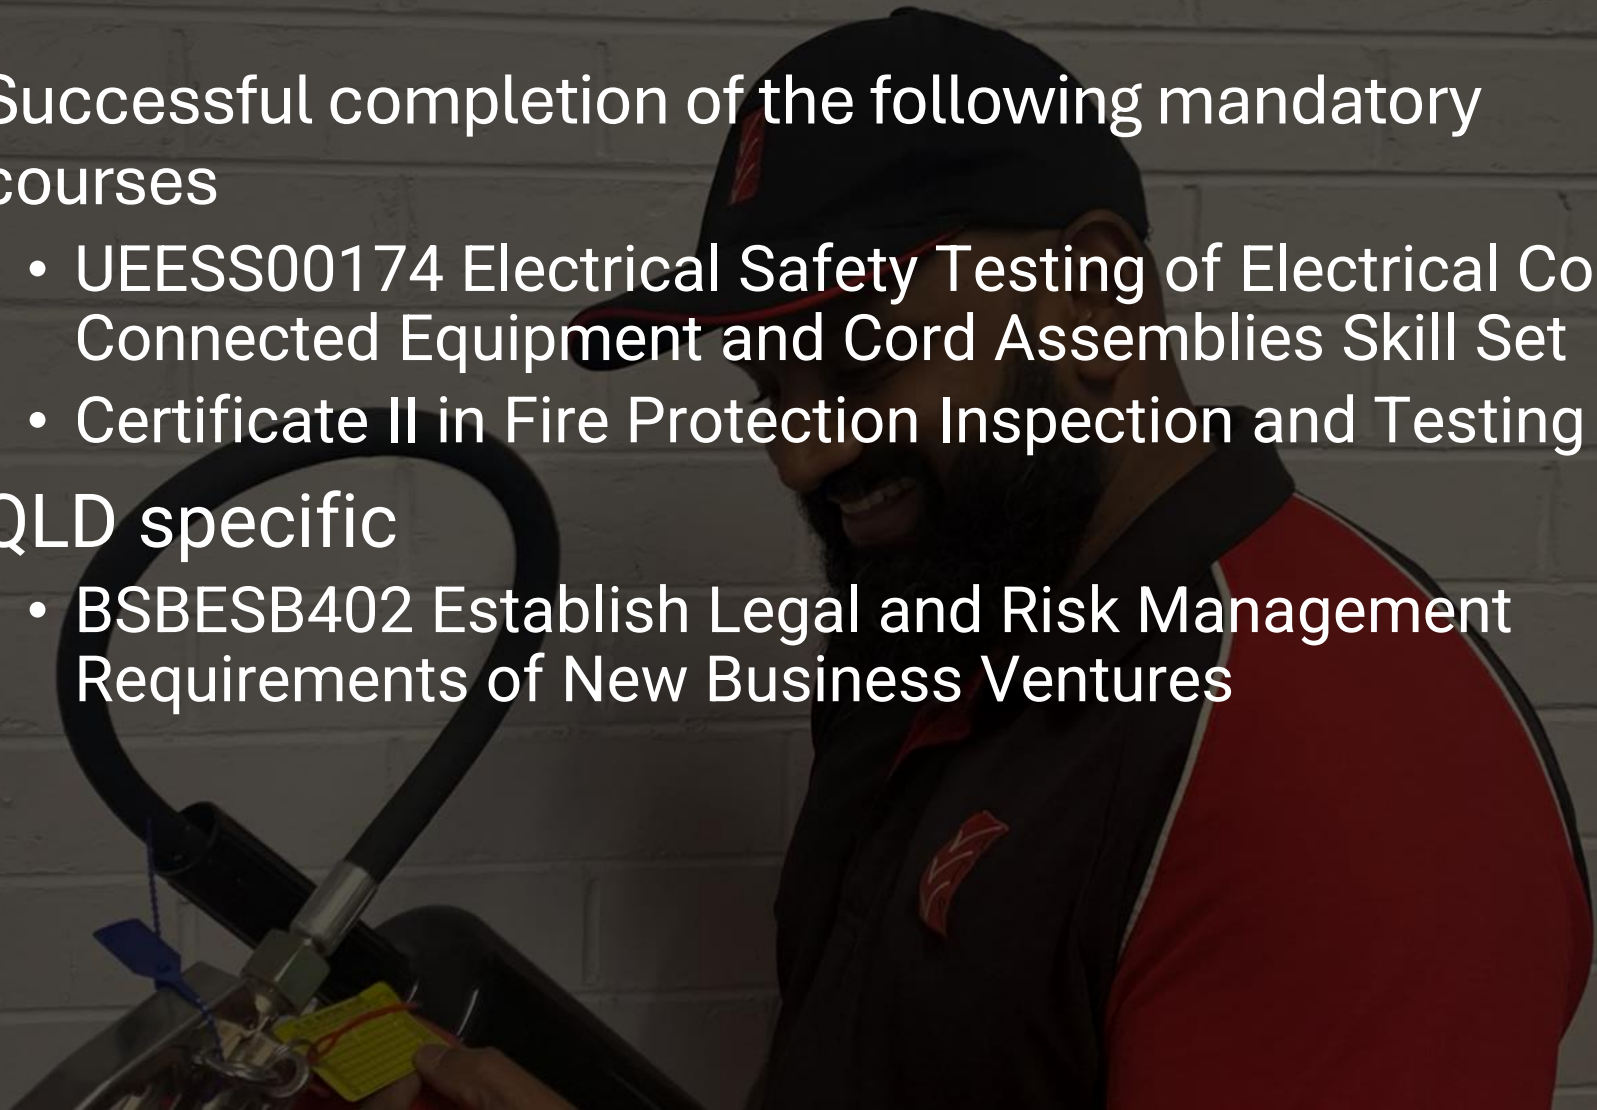 Successful completion of the following mandatory
courses
• UEESS00174 Electrical Safety Testing of Electrical Co
Connected Equipment and Cord Assemblies Skill Set
• Certificate II in Fire Protection Inspection and Testing
QLD specific
• BSBESB402 Establish Legal and Risk Management
Requirements of New Business Ventures